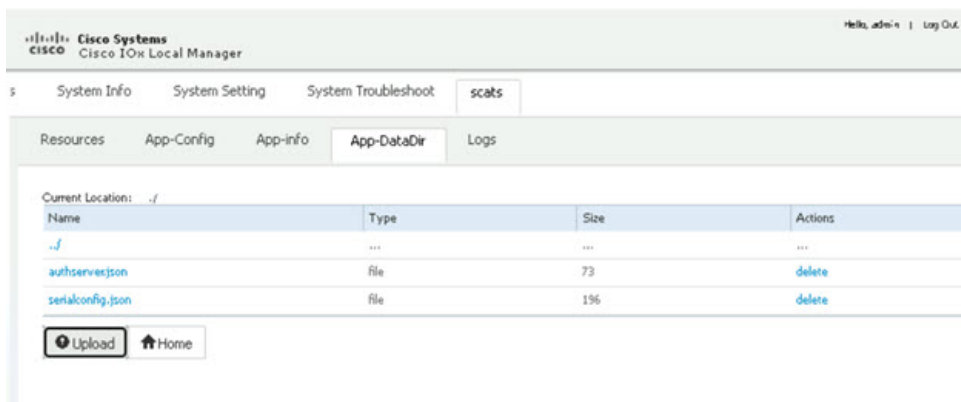 Hello, admin | Log Out
CISCO Cisco Systems
Cisco IOx Local Manager
s System Info System Setting System Troubleshoot scats
Resources App-Config App-info App-DataDir Logs
Current Location: ./
Name Type Size Actions
../ ... ... ...
authserver.json file 73 delete
serialconfig.json file 196 delete
Upload Home